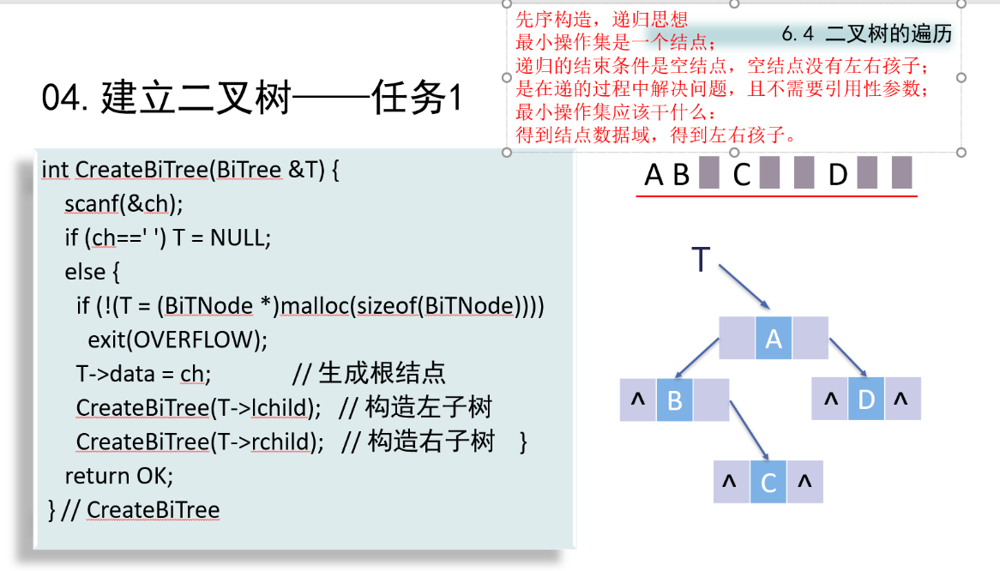 先序构造，递归思想
最小操作集是一个结点；
递归的结束条件是空结点，空结点没有左右孩子；
是在递的过程中解决问题，且不需要引用性参数；
最小操作集应该干什么：
得到结点数据域，得到左右孩子。
6.4 二叉树的遍历
04. 建立二叉树——任务1
int CreateBiTree(BiTree &T) {
scanf(&ch);
if (ch==' ') T = NULL;
else {
if (!(T = (BiTNode *)malloc(sizeof(BiTNode))))
exit(OVERFLOW);
T->data = ch; // 生成根结点
CreateBiTree(T->lchild); // 构造左子树
CreateBiTree(T->rchild); // 构造右子树 }
return OK;
} // CreateBiTree
A B C D
T
A
^ B
^ D ^
^ C ^